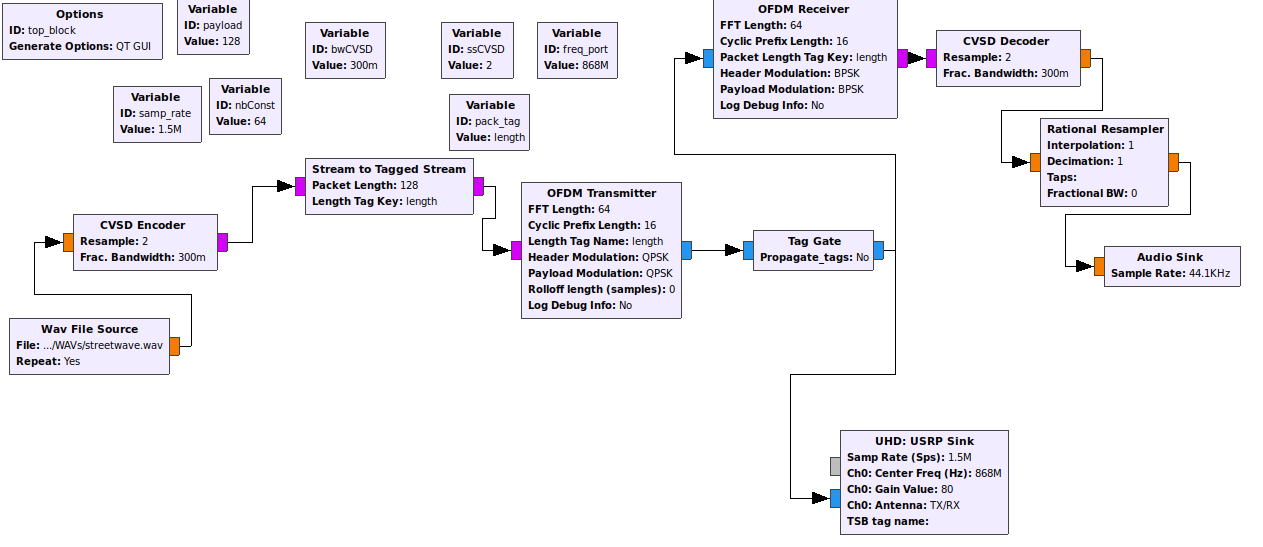 Options
ID: top_block
Generate Options: QT GUI
Variable
ID: payload
Value: 128
Variable
ID: bwCVSD
Value: 300m
Variable
ID: ssCVSD
Value: 2
Variable
ID: freq_port
Value: 868M
Variable
ID: samp_rate
Value: 1.5M
Variable
ID: nbConst
Value: 64
Variable
ID: pack_tag
Value: length
OFDM Receiver
FFT Length: 64
Cyclic Prefix Length: 16
Packet Length Tag Key: length
Header Modulation: BPSK
Payload Modulation: BPSK
Log Debug Info: No
CVSD Decoder
Resample: 2
Frac. Bandwidth: 300m
Rational Resampler
Interpolation: 1
Decimation: 1
Taps:
Fractional BW: 0
Stream to Tagged Stream
Packet Length: 128
Length Tag Key: length
OFDM Transmitter
FFT Length: 64
Cyclic Prefix Length: 16
Length Tag Name: length
Header Modulation: QPSK
Payload Modulation: QPSK
Rolloff length (samples): 0
Log Debug Info: No
CVSD Encoder
Resample: 2
Frac. Bandwidth: 300m
Tag Gate
Propagate_tags: No
Audio Sink
Sample Rate: 44.1KHz
Wav File Source
File: .../WAVs/streetwave.wav
Repeat: Yes
UHD: USRP Sink
Samp Rate (Sps): 1.5M
Ch0: Center Freq (Hz): 868M
Ch0: Gain Value: 80
Ch0: Antenna: TX/RX
TSB tag name: